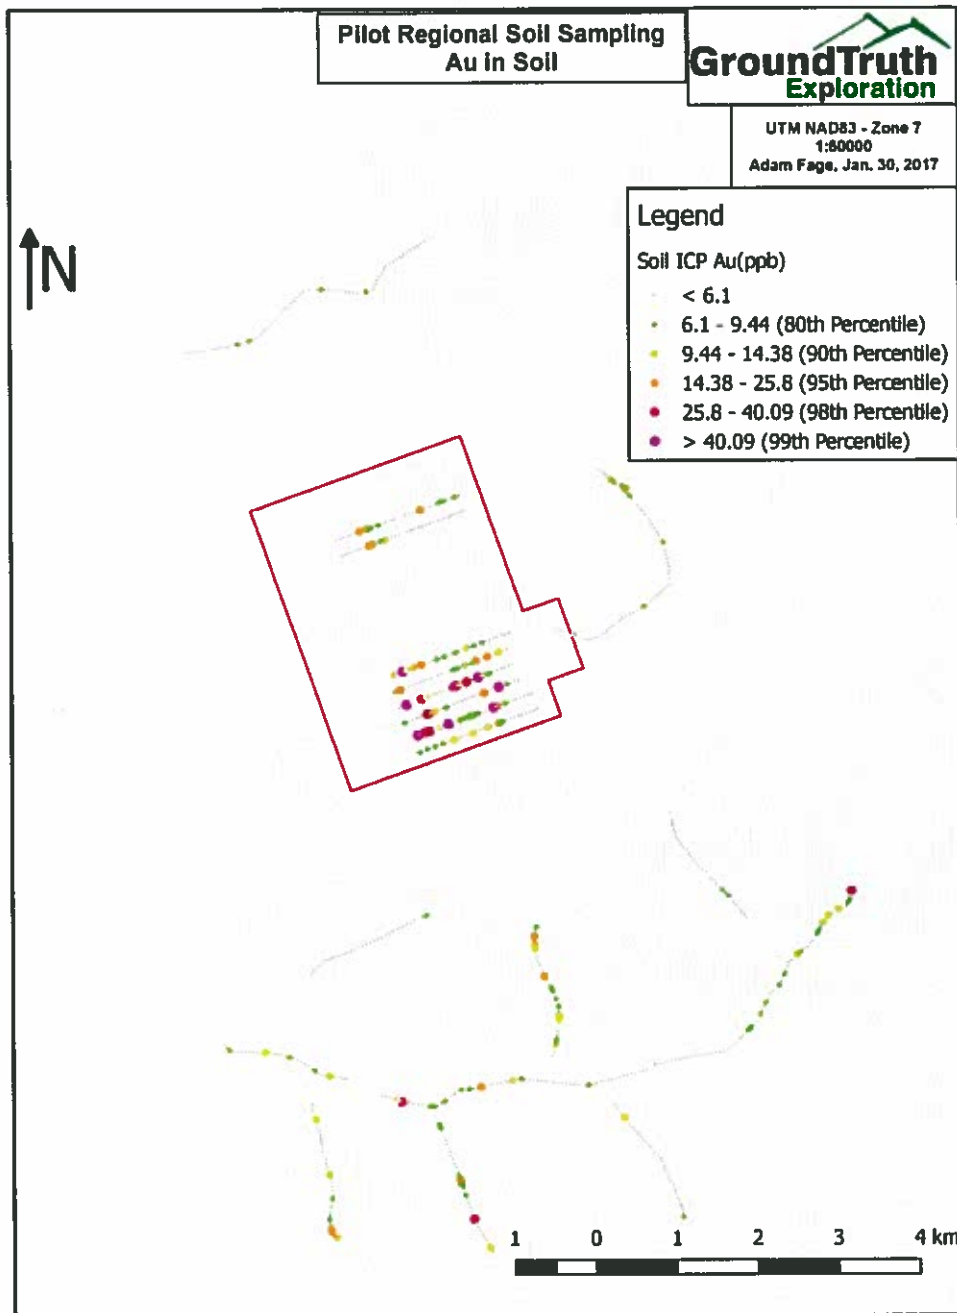 Pilot Regional Soil Sampling
Au in Soil
GroundTruth
Exploration
UTM NAD83 - Zone 7
1:60000
Adam Fage, Jan. 30, 2017
N
Legend
Soil ICP Au(ppb)
< 6.1
6.1 - 9.44 (80th Percentile)
9.44 - 14.38 (90th Percentile)
14.38 - 25.8 (95th Percentile)
25.8 - 40.09 (98th Percentile)
> 40.09 (99th Percentile)
1 0 1 2 3 4 km